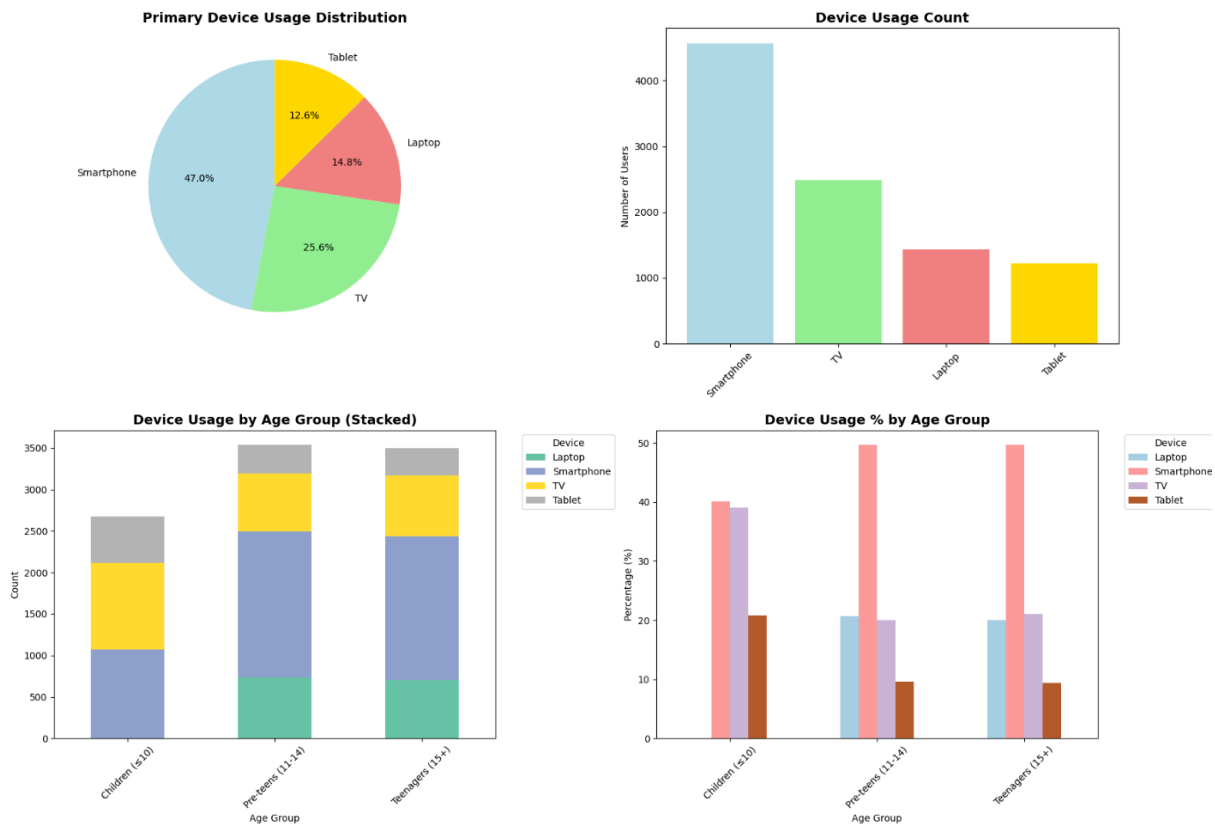 Primary Device Usage Distribution
Tablet
12.6%
Laptop
14.8%
Smartphone
47.0%
25.6%
TV
Device Usage Count
Number of Users
4000
3000
2000
1000
0
Smartphone
TV
Laptop
Tablet
Device Usage by Age Group (Stacked)
Count
3500
3000
2500
2000
1500
1000
500
0
Children (≤10)
Pre-teens (11-14)
Teenagers (15+)
Age Group
Device
Laptop
Smartphone
TV
Tablet
Device Usage % by Age Group
Percentage (%)
50
40
30
20
10
0
Children (≤10)
Pre-teens (11-14)
Teenagers (15+)
Age Group
Device
Laptop
Smartphone
TV
Tablet